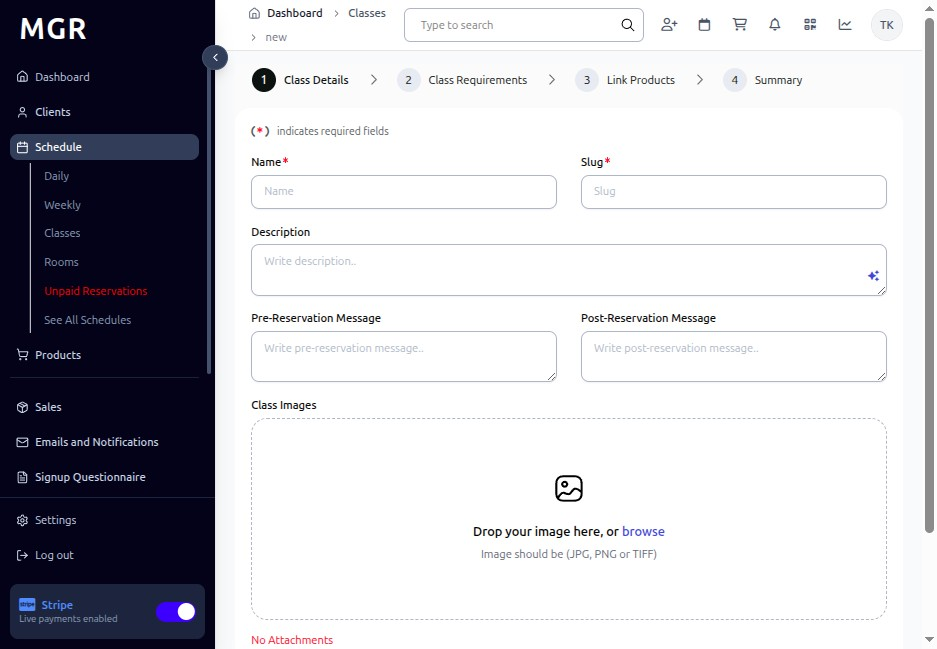 MGR
Dashboard
Clients
Schedule
Daily
Weekly
Classes
Rooms
Unpaid Reservations
See All Schedules
Products
Sales
Emails and Notifications
Signup Questionnaire
Settings
Log out
stripe Stripe
Live payments enabled
Dashboard > Classes
> new
Type to search
TK
1 Class Details > 2 Class Requirements > 3 Link Products > 4 Summary
(*) indicates required fields
Name* Slug*
Name Slug
Description
Write description..
Pre-Reservation Message Post-Reservation Message
Write pre-reservation message.. Write post-reservation message..
Class Images
Drop your image here, or browse
Image should be (JPG, PNG or TIFF)
No Attachments